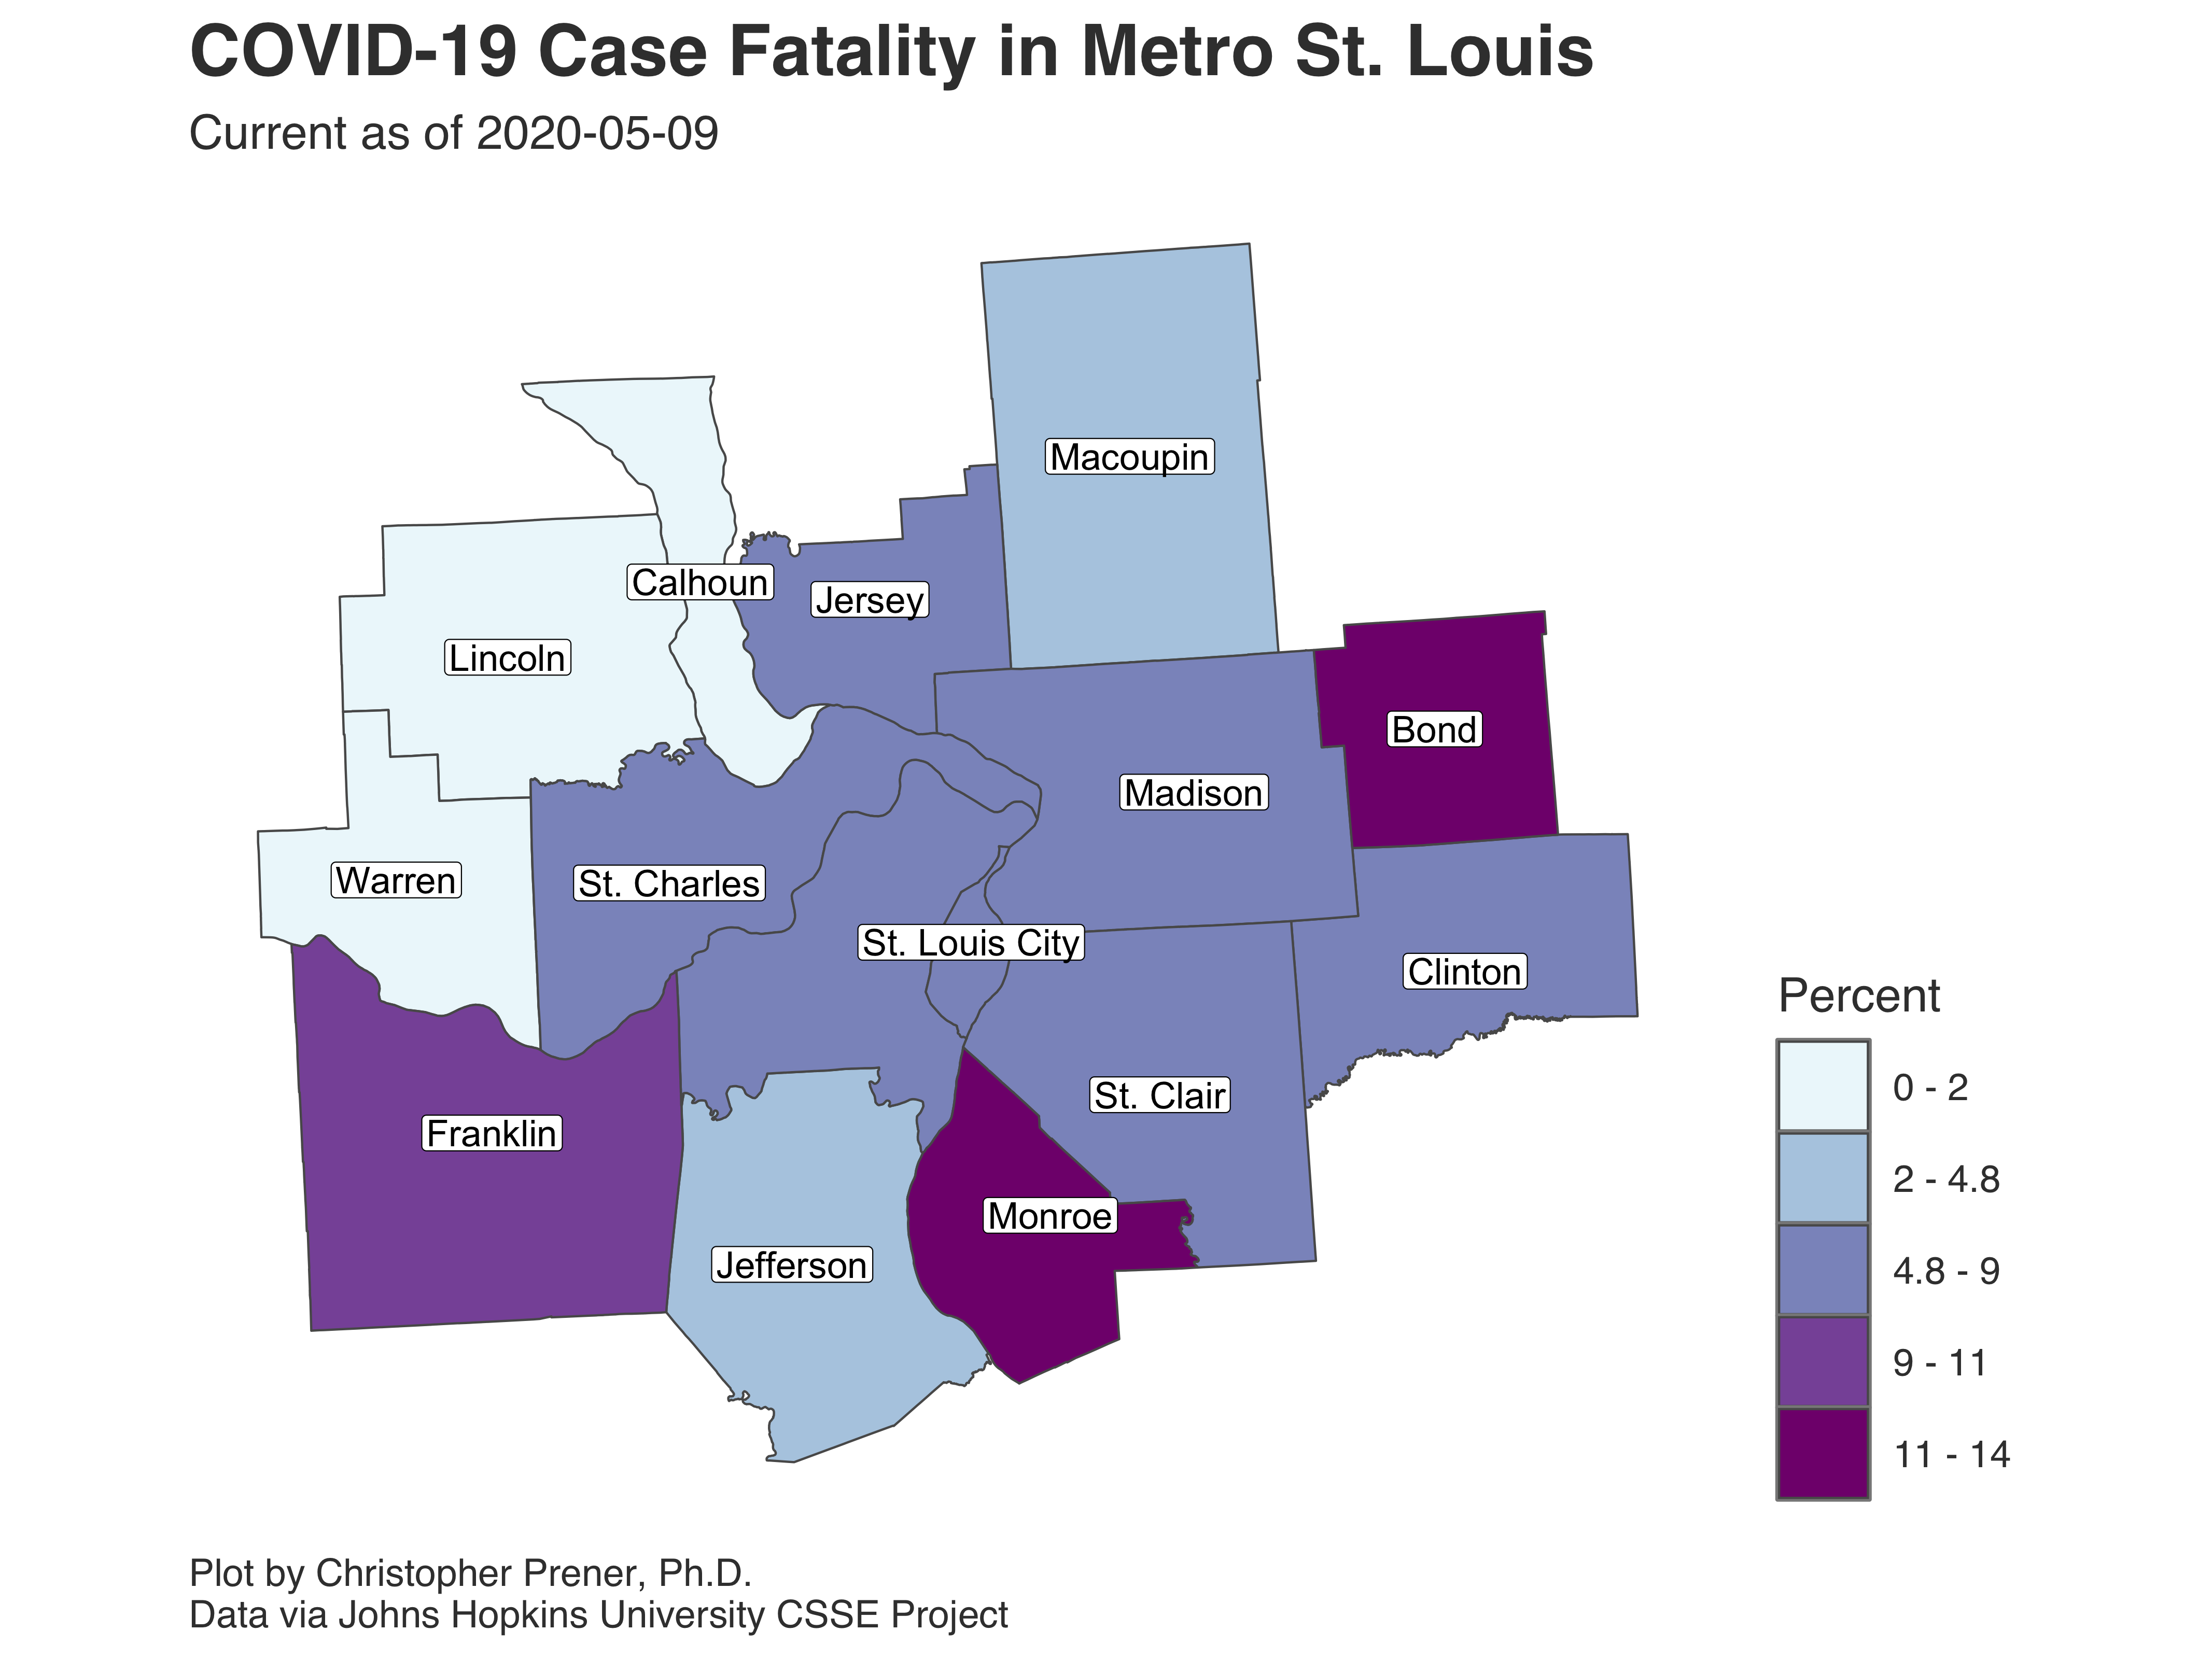 COVID-19 Case Fatality in Metro St. Louis
Current as of 2020-05-09
Macoupin
Calhoun
Jersey
Lincoln
Bond
Madison
Warren
St. Charles
St. Louis City
Clinton
St. Clair
Franklin
Monroe
Jefferson
Percent
0 - 2
2 - 4.8
4.8 - 9
9 - 11
11 - 14
Plot by Christopher Prener, Ph.D.
Data via Johns Hopkins University CSSE Project